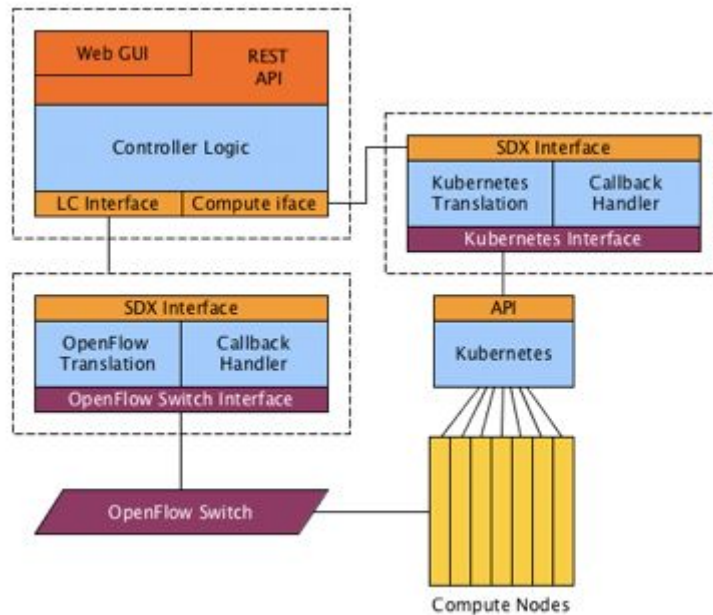 Web GUI
REST
API
Controller Logic
LC Interface
Compute iface
SDX Interface
Kubernetes
Translation
Callback
Handler
Kubernetes Interface
SDX Interface
OpenFlow
Translation
Callback
Handler
OpenFlow Switch Interface
API
Kubernetes
OpenFlow Switch
Compute Nodes